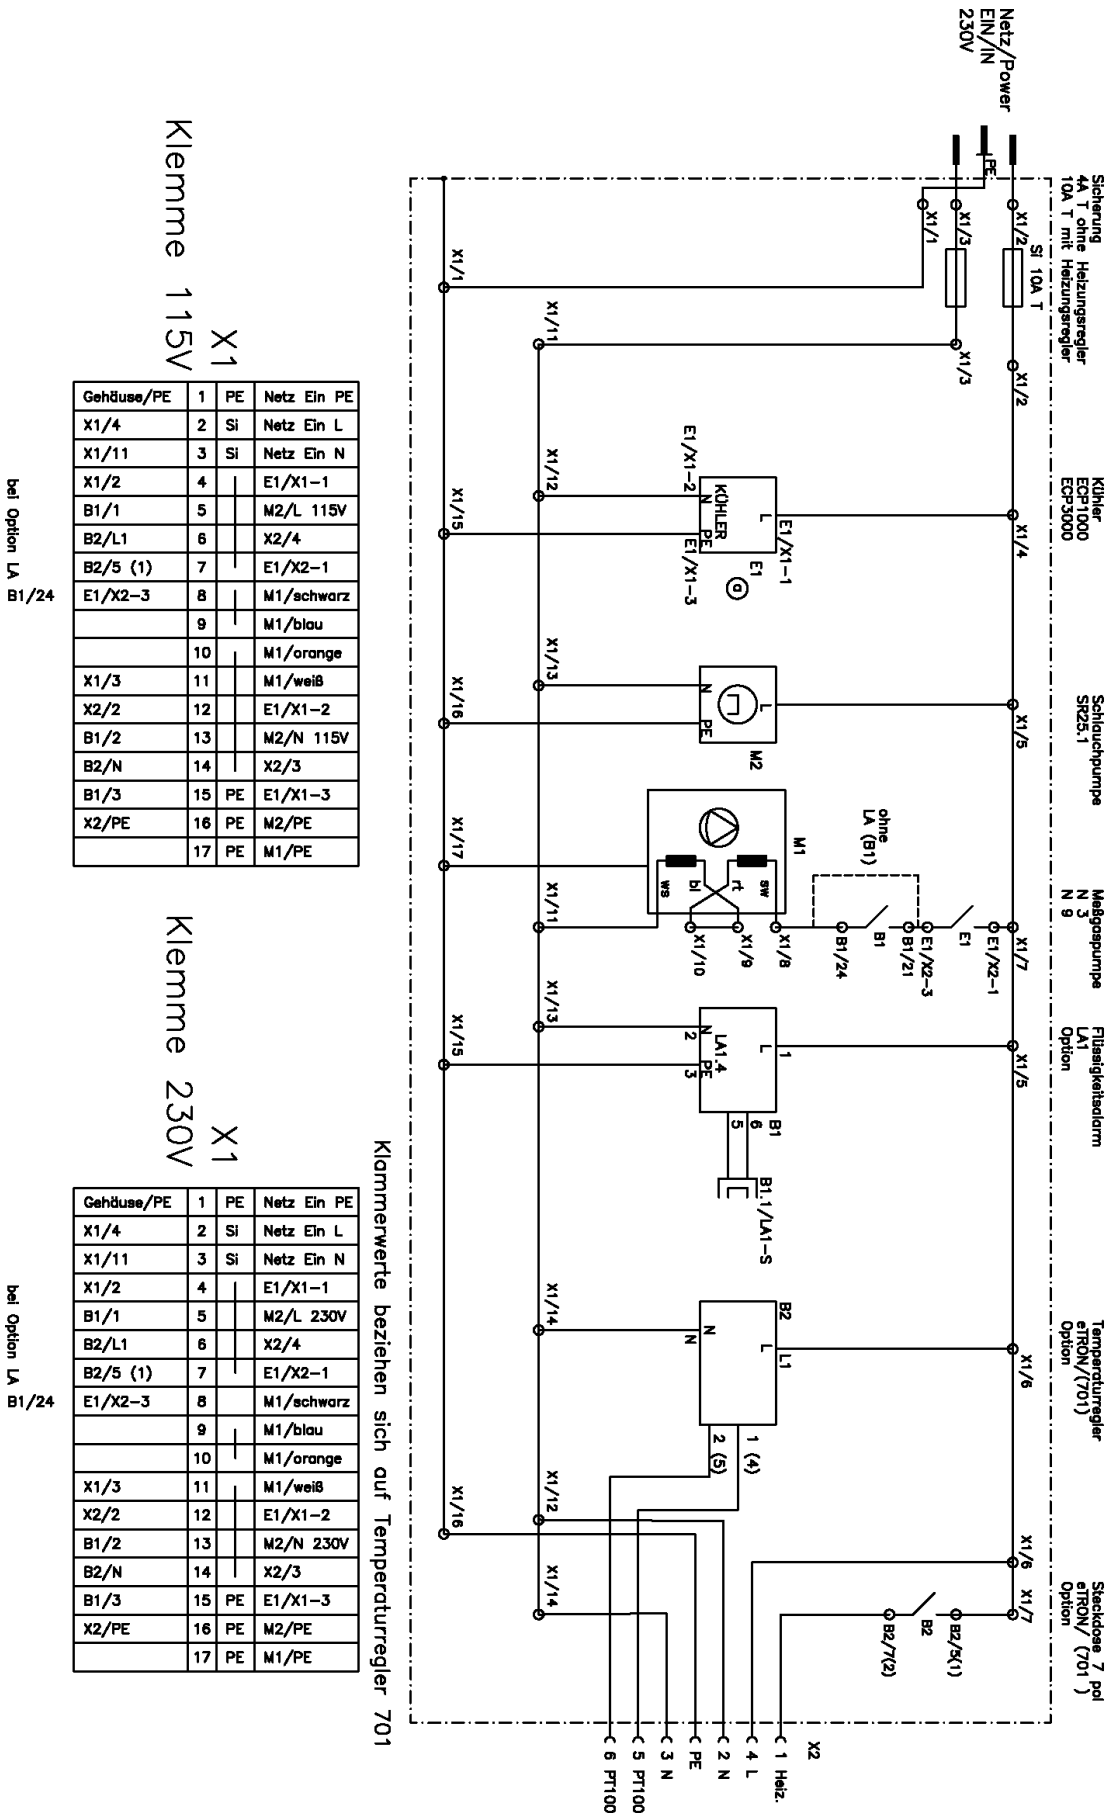 Netz/Power
EIN/IN
230V
PE
Sicherung
4A T ohne Heizungsregler
10A T mit Heizungsregler
Kühler
ECP1000
ECP3000
Schlauchpumpe
SR25.1
Meßgaspumpe
N 3
N 9
Flüssigkeitsalarm
LA1
Option
Temperaturregler
eTRON/(701)
Option
Steckdose 7 pol
eTRON/ (701 )
Option
X1/2
Si 10A T
X1/2
X1/4
X1/5
X1/7
X1/5
X1/6
X1/6
X1/7
X1/3
X1/3
X1/1
E1/X1-1
L
KÜHLER
N
PE
E1/X1-2
E1/X1-3
E1
a
L
N
PE
M2
E1/X2-1
E1
E1/X2-3
B1/21
B1
B1/24
ohne
LA (B1)
M1
sw
rt
bl
ws
X1/8
X1/9
X1/10
1
L
LA1.4
N
PE
2
3
B1
6
5
B1.1/LA1-S
B2
L1
L
N
N
1 (4)
2 (5)
B2/5(1)
B2
B2/7(2)
X1/11
X1/12
X1/13
X1/11
X1/13
X1/14
X1/12
X1/14
X1/1
X1/15
X1/16
X1/17
X1/15
X1/16
X2
1 Heiz.
4 L
2 N
PE
3 N
5 PT100
6 PT100
Klammerwerte beziehen sich auf Temperaturregler 701
X1
Klemme 115V
Gehäuse/PE 1 PE Netz Ein PE
X1/4 2 Si Netz Ein L
X1/11 3 Si Netz Ein N
X1/2 4 E1/X1-1
B1/1 5 M2/L 115V
B2/L1 6 X2/4
B2/5 (1) 7 E1/X2-1
E1/X2-3 8 M1/schwarz
9 M1/blau
10 M1/orange
X1/3 11 M1/weiß
X2/2 12 E1/X1-2
B1/2 13 M2/N 115V
B2/N 14 X2/3
B1/3 15 PE E1/X1-3
X2/PE 16 PE M2/PE
17 PE M1/PE
bei Option LA B1/24
X1
Klemme 230V
Gehäuse/PE 1 PE Netz Ein PE
X1/4 2 Si Netz Ein L
X1/11 3 Si Netz Ein N
X1/2 4 E1/X1-1
B1/1 5 M2/L 230V
B2/L1 6 X2/4
B2/5 (1) 7 E1/X2-1
E1/X2-3 8 M1/schwarz
9 M1/blau
10 M1/orange
X1/3 11 M1/weiß
X2/2 12 E1/X1-2
B1/2 13 M2/N 230V
B2/N 14 X2/3
B1/3 15 PE E1/X1-3
X2/PE 16 PE M2/PE
17 PE M1/PE
bei Option LA B1/24